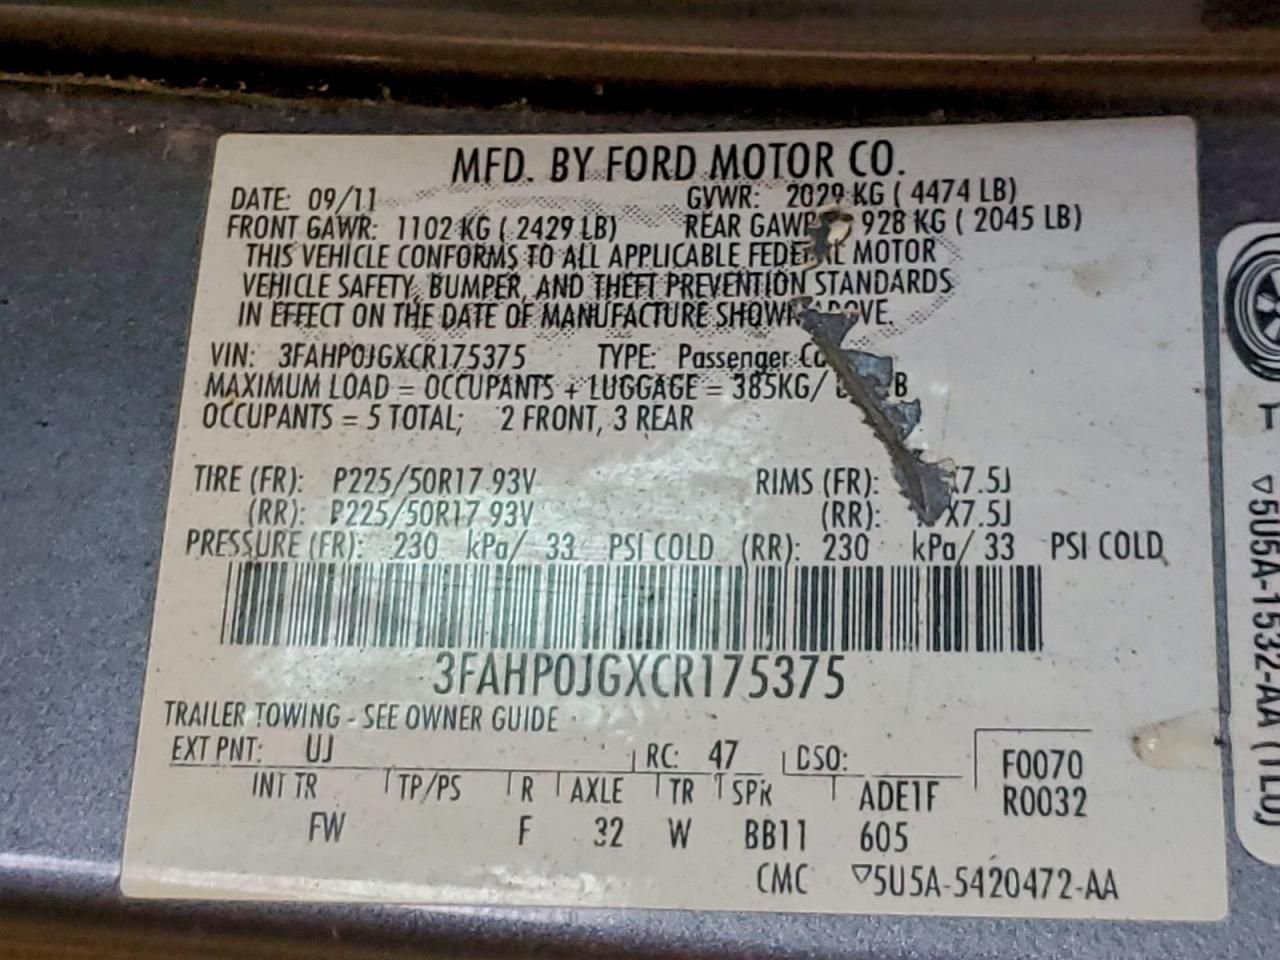 MFD. BY FORD MOTOR CO.
DATE: 09/11 GVWR: 2029 KG ( 4474 LB)
FRONT GAWR: 1102 KG ( 2429 LB) REAR 928 KG ( 2045 LB)
THIS VEHICLE CONFORMS TO ALL APPLICABLE MOTOR
VEHICLE SAFETY, BUMPER, AND THEFT PREVENTION STANDARDS
IN EFFECT ON THE DATE OF MANUFACTURE
VIN: 3FAHP0JGXCR175375 TYPE: Passenger
MAXIMUM LOAD = OCCUPANTS + LUGGAGE = 385KG/
OCCUPANTS = 5 TOTAL; 2 FRONT, 3 REAR
TIRE (FR): P225/50R17 93V RIMS (FR): X7.5J
(RR): P225/50R17 93V (RR): X7.5J
PRESSURE (FR): 230 kPa/ 33 PSI COLD (RR): 230 kPa/ 33 PSI COLD
3FAHP0JGXCR175375
TRAILER TOWING - SEE OWNER GUIDE
EXT PNT: UJ RC: 47 DSO: F0070
INT TR TP/PS R AXLE TR SPR ADE1F R0032
FW F 32 W BB11 605
CMC ▽5U5A-5420472-AA
T ▽5U5A-1532-AA